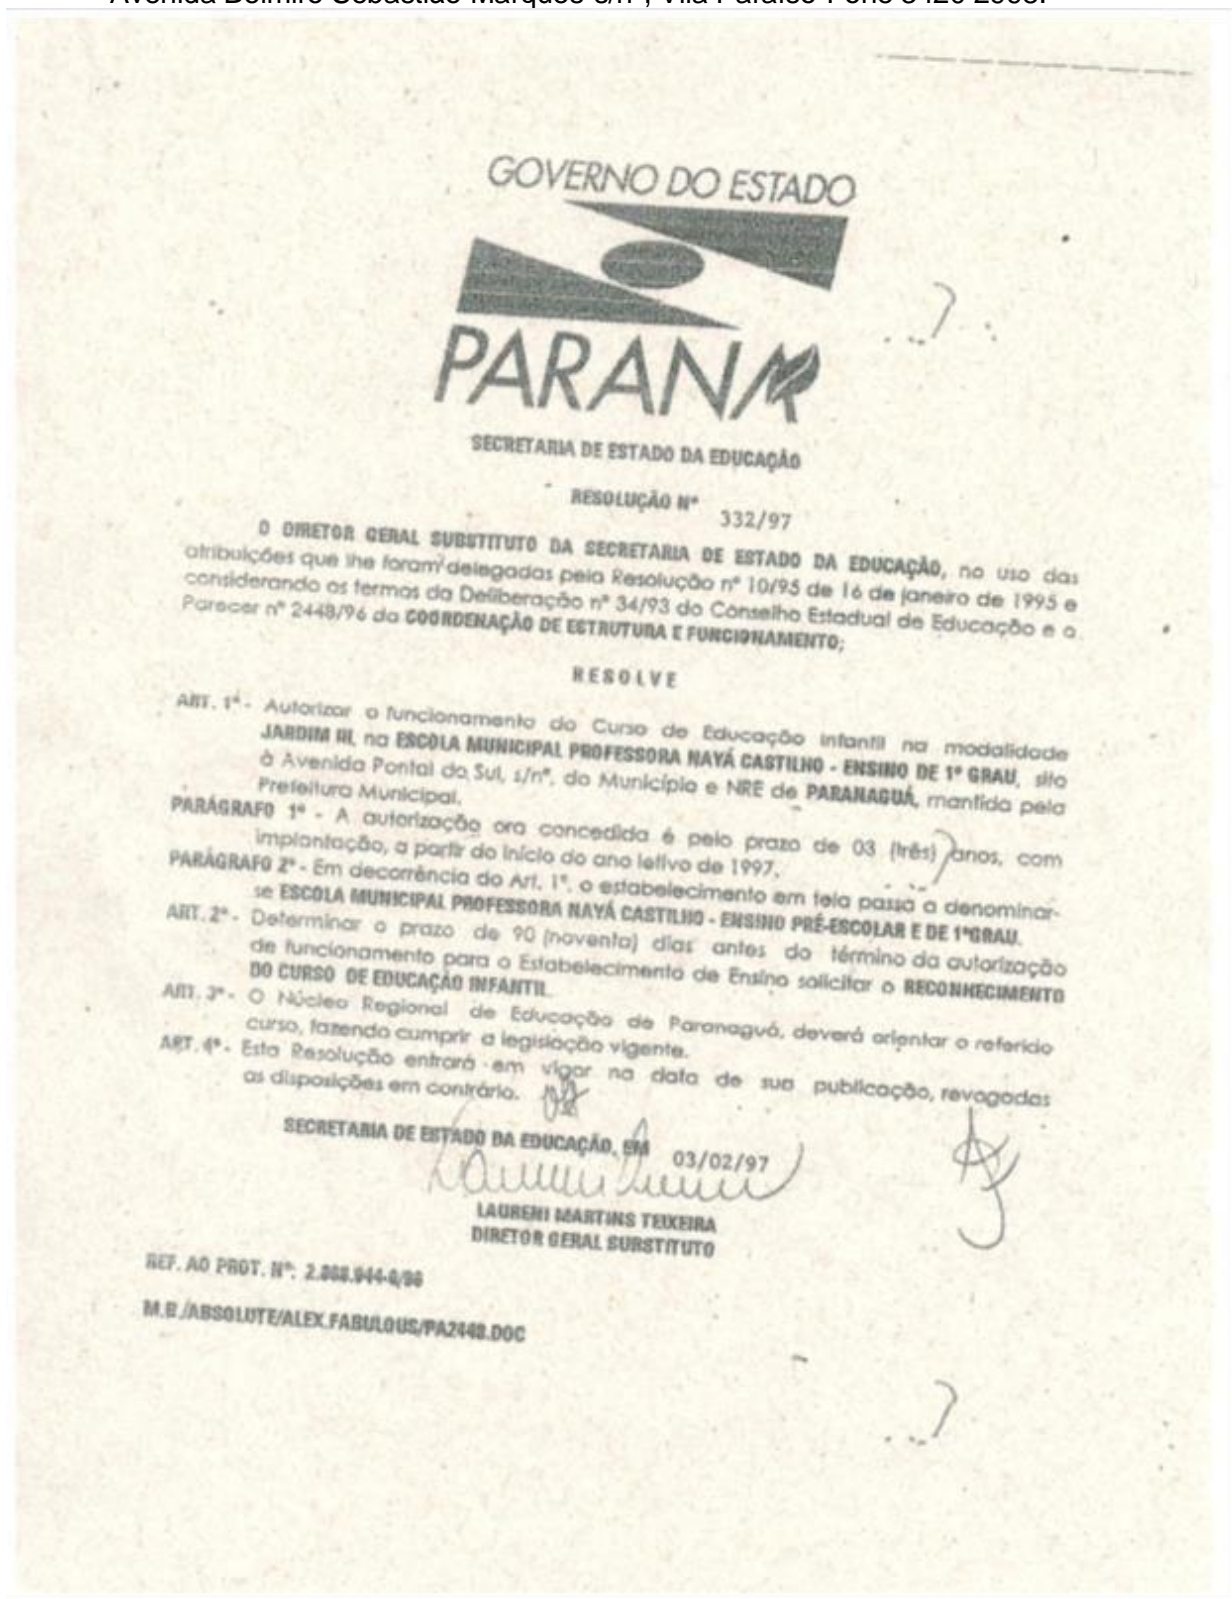 GOVERNO DO ESTADO
PARANÁ
SECRETARIA DE ESTADO DA EDUCAÇÃO
RESOLUÇÃO Nº 332/97
O DIRETOR GERAL SUBSTITUTO DA SECRETARIA DE ESTADO DA EDUCAÇÃO, no uso das
atribuições que lhe foram delegadas pela Resolução nº 10/95 de 16 de janeiro de 1995 e
considerando os termos da Deliberação nº 34/93 do Conselho Estadual de Educação e o
Parecer nº 2448/96 da COORDENAÇÃO DE ESTRUTURA E FUNCIONAMENTO;
RESOLVE
ART. 1º - Autorizar o funcionamento do Curso de Educação Infantil na modalidade
JARDIM III, na ESCOLA MUNICIPAL PROFESSORA NAYÁ CASTILHO - ENSINO DE 1º GRAU, sito
à Avenida Pontal do Sul, s/nº, do Município e NRE de PARANAGUÁ, mantida pela
Prefeitura Municipal.
PARÁGRAFO 1º - A autorização ora concedida é pelo prazo de 03 (três) anos, com
implantação, a partir do início do ano letivo de 1997.
PARÁGRAFO 2º - Em decorrência do Art. 1º, o estabelecimento em tela passa a denominar-
se ESCOLA MUNICIPAL PROFESSORA NAYÁ CASTILHO - ENSINO PRÉ-ESCOLAR E DE 1ºGRAU.
ART. 2º - Determinar o prazo de 90 (noventa) dias antes do término da autorização
de funcionamento para o Estabelecimento de Ensino solicitar o RECONHECIMENTO
DO CURSO DE EDUCAÇÃO INFANTIL.
ART. 3º - O Núcleo Regional de Educação de Paranaguá, deverá orientar o referido
curso, fazendo cumprir a legislação vigente.
ART. 4º - Esta Resolução entrará em vigor na data de sua publicação, revogadas
as disposições em contrário.
SECRETARIA DE ESTADO DA EDUCAÇÃO, EM 03/02/97
LAURENI MARTINS TEIXEIRA
DIRETOR GERAL SUBSTITUTO
REF. AO PROT. Nº:
M.B./ABSOLUTE/ALEX.FABULOUS/PA2448.DOC